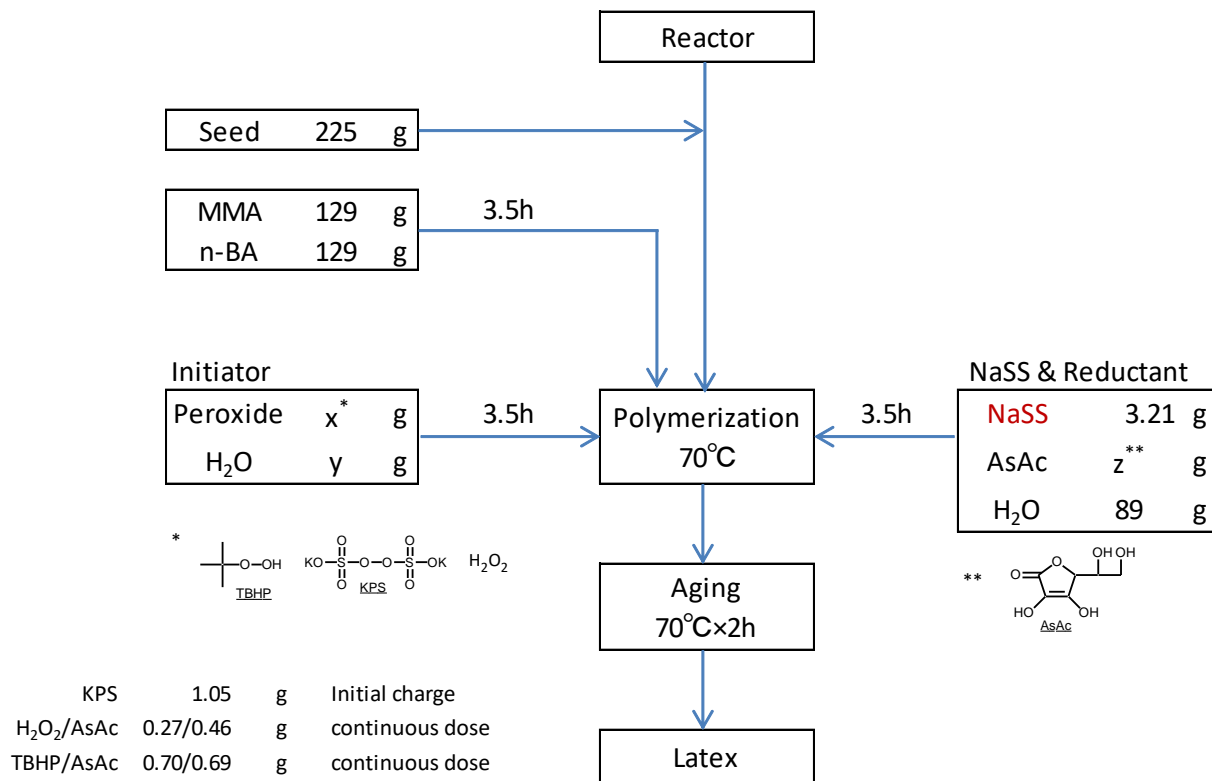 Reactor
Seed 225 g
MMA 129 g
n-BA 129 g
3.5h
Initiator
Peroxide x* g
H₂O y g
3.5h
Polymerization
70℃
3.5h
NaSS & Reductant
NaSS 3.21 g
AsAc z** g
H₂O 89 g
*
O OH
TBHP
KO S O O S OK
O O
O O
KPS
H₂O₂
**
OH OH
O O
HO OH
AsAc
Aging
70℃×2h
Latex
KPS 1.05 g Initial charge
H₂O₂/AsAc 0.27/0.46 g continuous dose
TBHP/AsAc 0.70/0.69 g continuous dose